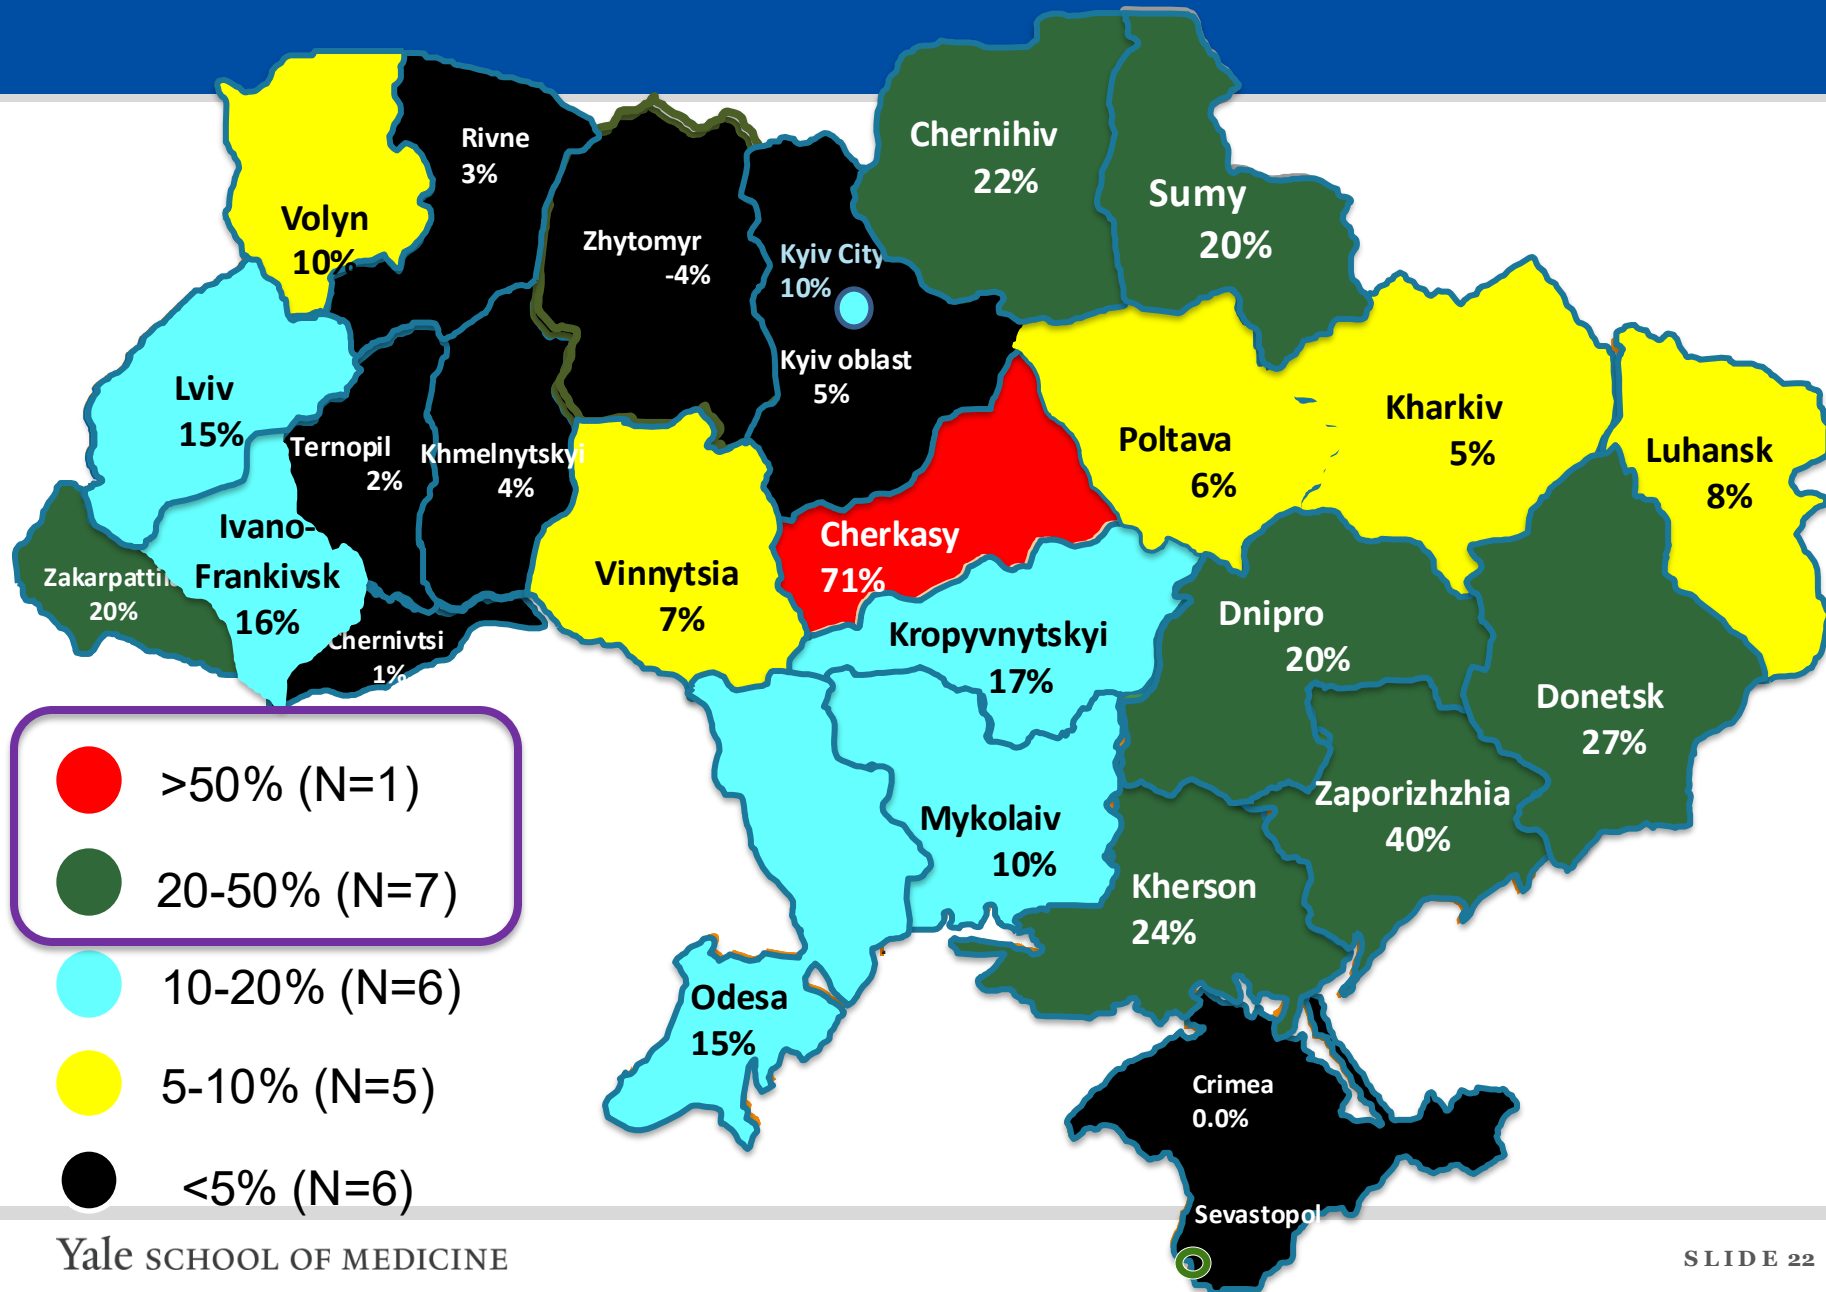 Rivne
3%
Volyn
10%
Zhytomyr
-4%
Kyiv City
10%
Kyiv oblast
5%
Chernihiv
22%
Sumy
20%
Lviv
15%
Ternopil
2%
Khmelnytskyi
4%
Poltava
6%
Kharkiv
5%
Luhansk
8%
Zakarpattia
20%
Ivano-
Frankivsk
16%
Chernivtsi
1%
Vinnytsia
7%
Cherkasy
71%
Kropyvnytskyi
17%
Dnipro
20%
Donetsk
27%
Zaporizhzhia
40%
Mykolaiv
10%
Kherson
24%
Odesa
15%
Crimea
0.0%
Sevastopol
>50% (N=1)
20-50% (N=7)
10-20% (N=6)
5-10% (N=5)
<5% (N=6)
Yale SCHOOL OF MEDICINE
SLIDE 22